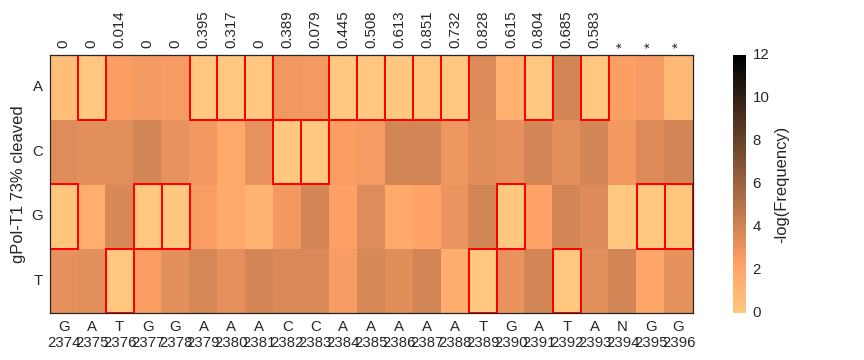 0 0 0.014 0 0 0.395 0.317 0 0.389 0.079 0.445 0.508 0.613 0.851 0.732 0.828 0.615 0.804 0.685 0.583 * * *
gPol-T1 73% cleaved
A
C
G
T
G A T G G A A A C C A A A A A T G A T A N G G
2374 2375 2376 2377 2378 2379 2380 2381 2382 2383 2384 2385 2386 2387 2388 2389 2390 2391 2392 2393 2394 2395 2396
12
10
8
6
4
2
0
-log(Frequency)